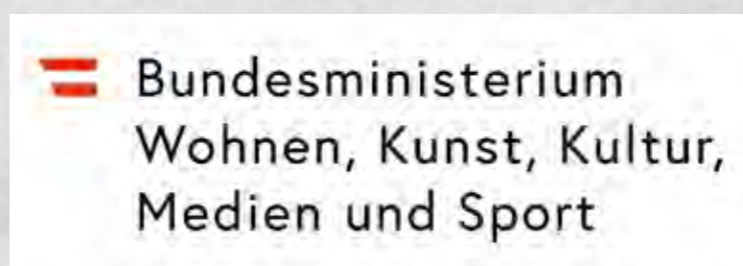 Bundesministerium
Wohnen, Kunst, Kultur,
Medien und Sport